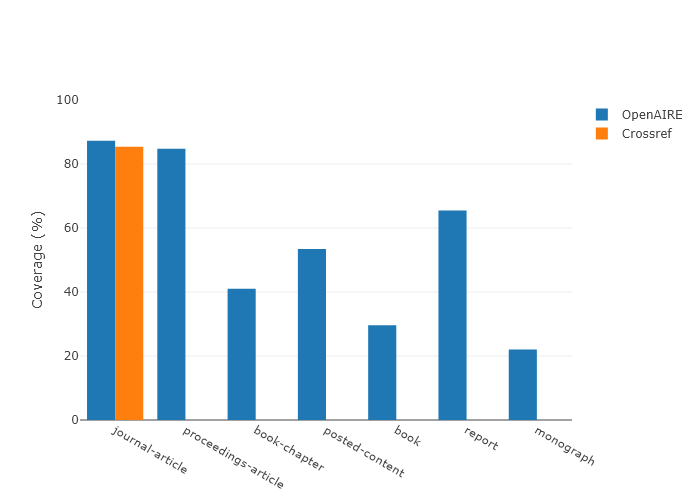 100
80
60
40
20
0
Coverage (%)
journal-article
proceedings-article
book-chapter
posted-content
book
report
monograph
OpenAIRE
Crossref